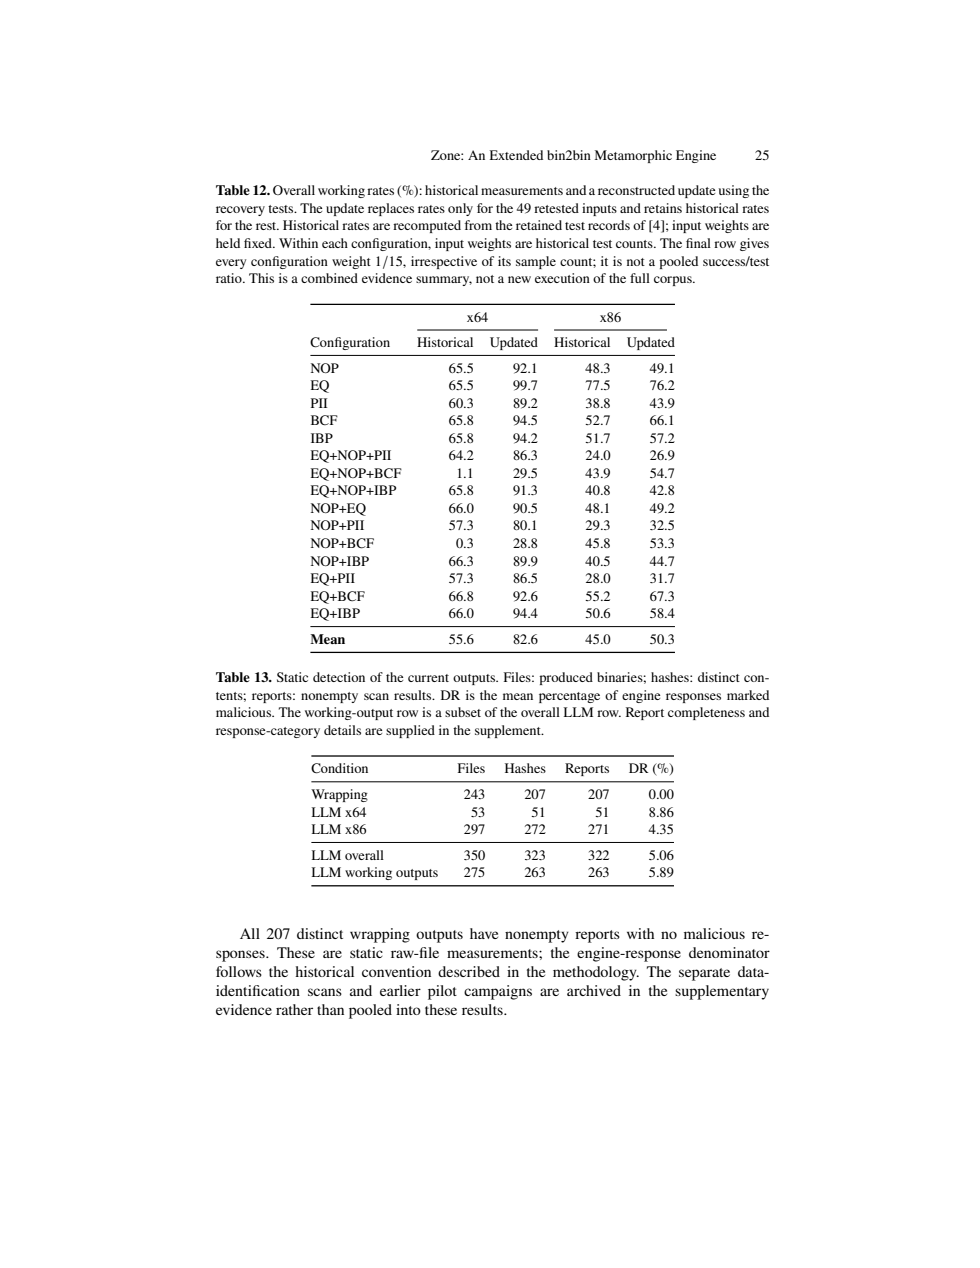 Zone: An Extended bin2bin Metamorphic Engine 25
Table 12. Overall working rates (%): historical measurements and a reconstructed update using the
recovery tests. The update replaces rates only for the 49 retested inputs and retains historical rates
for the rest. Historical rates are recomputed from the retained test records of [4]; input weights are
held fixed. Within each configuration, input weights are historical test counts. The final row gives
every configuration weight 1/15, irrespective of its sample count; it is not a pooled success/test
ratio. This is a combined evidence summary, not a new execution of the full corpus.
x64 x86
Configuration Historical Updated Historical Updated
NOP 65.5 92.1 48.3 49.1
EQ 65.5 99.7 77.5 76.2
PII 60.3 89.2 38.8 43.9
BCF 65.8 94.5 52.7 66.1
IBP 65.8 94.2 51.7 57.2
EQ+NOP+PII 64.2 86.3 24.0 26.9
EQ+NOP+BCF 1.1 29.5 43.9 54.7
EQ+NOP+IBP 65.8 91.3 40.8 42.8
NOP+EQ 66.0 90.5 48.1 49.2
NOP+PII 57.3 80.1 29.3 32.5
NOP+BCF 0.3 28.8 45.8 53.3
NOP+IBP 66.3 89.9 40.5 44.7
EQ+PII 57.3 86.5 28.0 31.7
EQ+BCF 66.8 92.6 55.2 67.3
EQ+IBP 66.0 94.4 50.6 58.4
Mean 55.6 82.6 45.0 50.3
Table 13. Static detection of the current outputs. Files: produced binaries; hashes: distinct con-
tents; reports: nonempty scan results. DR is the mean percentage of engine responses marked
malicious. The working-output row is a subset of the overall LLM row. Report completeness and
response-category details are supplied in the supplement.
Condition Files Hashes Reports DR (%)
Wrapping 243 207 207 0.00
LLM x64 53 51 51 8.86
LLM x86 297 272 271 4.35
LLM overall 350 323 322 5.06
LLM working outputs 275 263 263 5.89
All 207 distinct wrapping outputs have nonempty reports with no malicious re-
sponses. These are static raw-file measurements; the engine-response denominator
follows the historical convention described in the methodology. The separate data-
identification scans and earlier pilot campaigns are archived in the supplementary
evidence rather than pooled into these results.